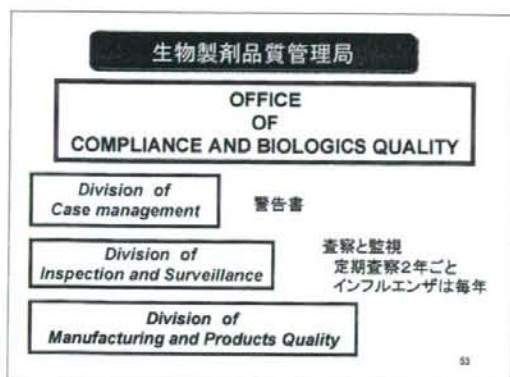 生物製剤品質管理局
OFFICE
OF
COMPLIANCE AND BIOLOGICS QUALITY
Division of
Case management
警告書
Division of
Inspection and Surveillance
査察と監視
定期査察2年ごと
インフルエンザは毎年
Division of
Manufacturing and Products Quality
53